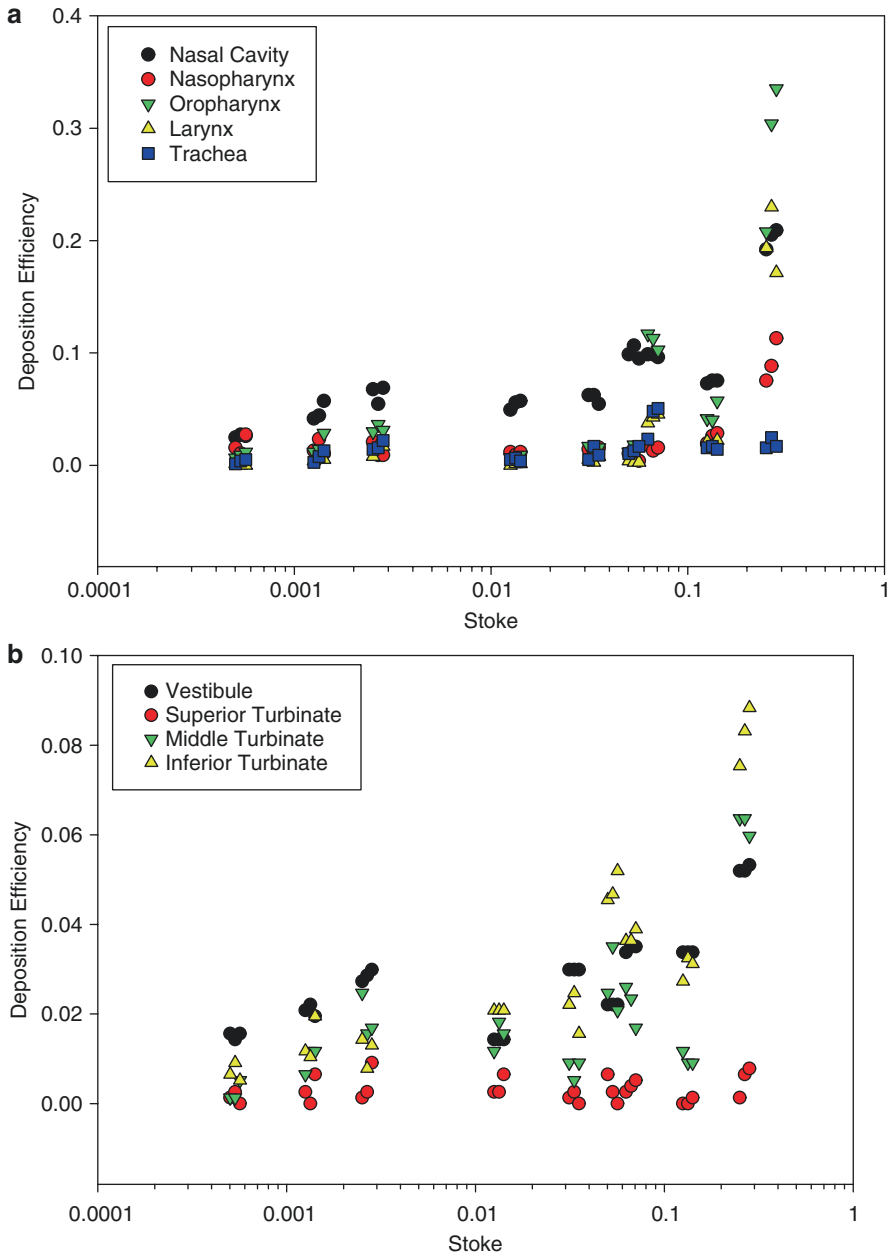 a
0.4
0.3
0.2
0.1
0.0
Deposition Efficiency
Nasal Cavity
Nasopharynx
Oropharynx
Larynx
Trachea
0.0001 0.001 0.01 0.1 1
Stoke
b
0.10
0.08
0.06
0.04
0.02
0.00
Deposition Efficiency
Vestibule
Superior Turbinate
Middle Turbinate
Inferior Turbinate
0.0001 0.001 0.01 0.1 1
Stoke